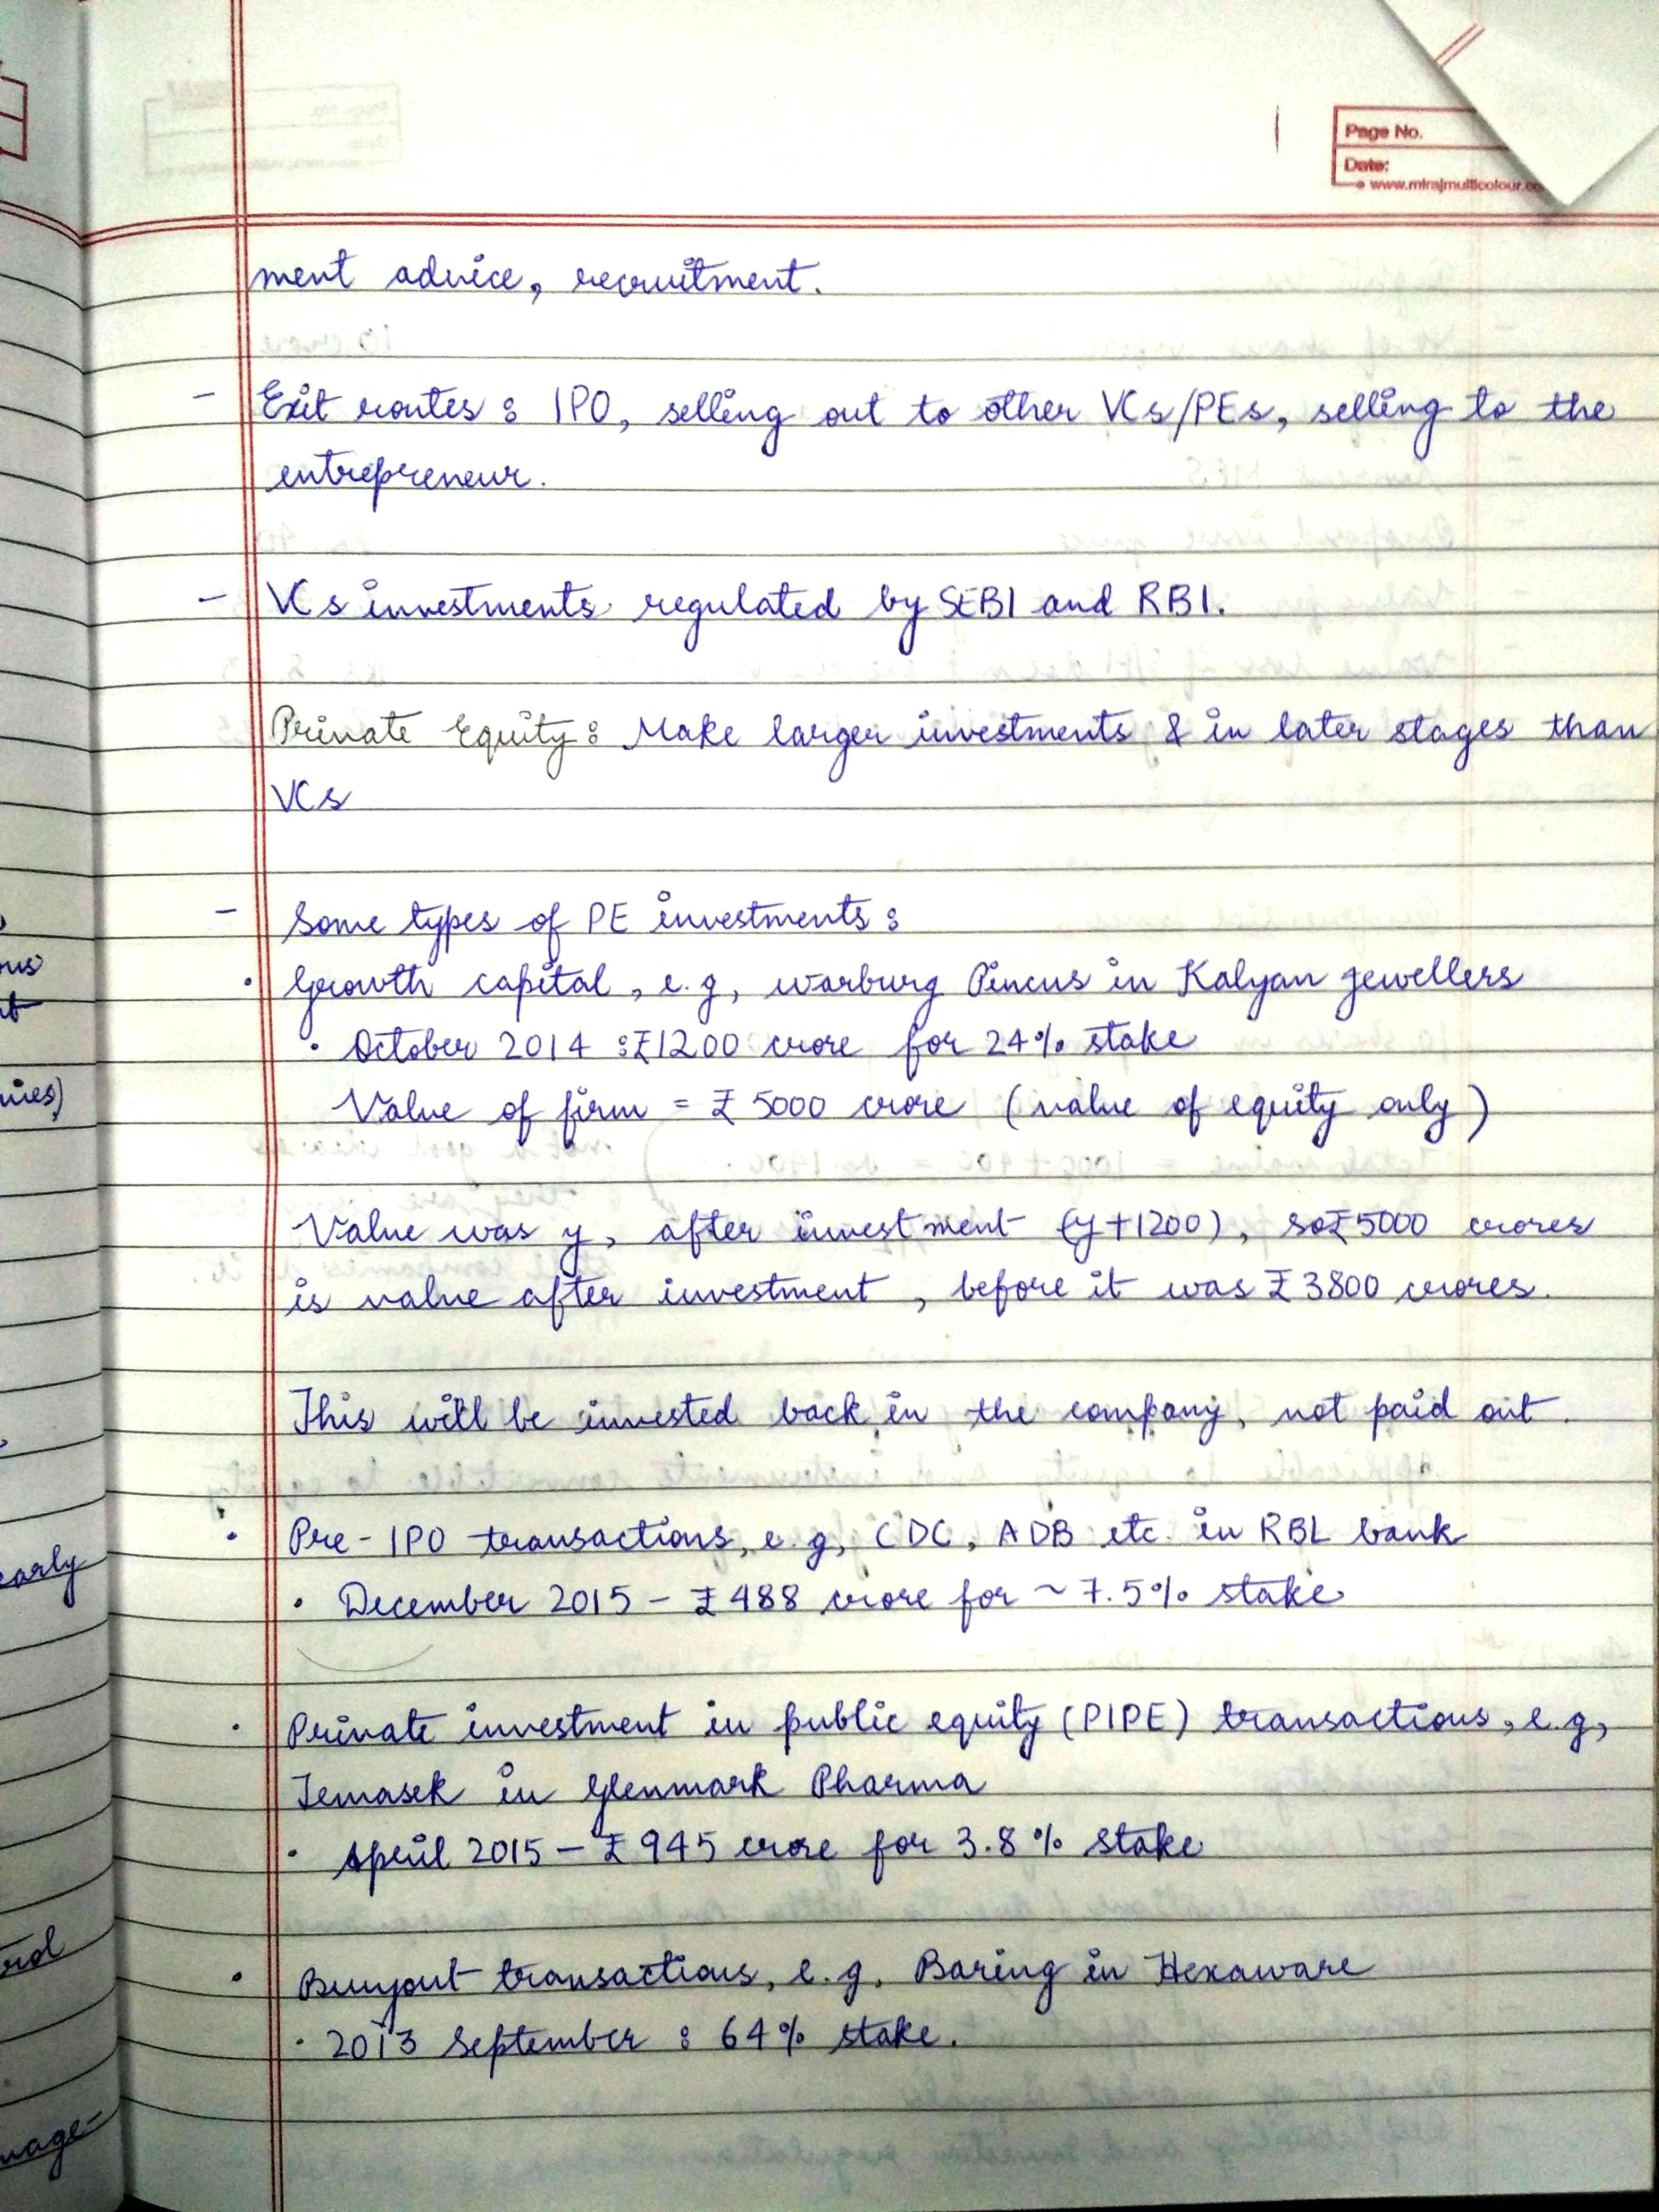 Page No.
Date:
www.mirajmulticolour.co
ment advice, recruitment.
- Exit routes : IPO, selling out to other VCs/PEs, selling to the
entrepreneur.
- VCs investments regulated by SEBI and RBI.
Private Equity : Make larger investments & in later stages than
VCs
- Some types of PE investments :
• Growth capital, e.g, warburg Pincus in Kalyan Jewellers
• October 2014 : ₹1200 crore for 24% stake
Value of firm = ₹ 5000 crore (value of equity only)
Value was y, after investment (y+1200), so ₹5000 crores
is value after investment, before it was ₹ 3800 crores.
This will be invested back in the company, not paid out.
• Pre-IPO transactions, e.g, CDC, ADB etc. in RBL bank
• December 2015 - ₹ 488 crore for ~7.5% stake
• Private investment in public equity (PIPE) transactions, e.g,
Temasek in Glenmark Pharma
• April 2015 - ₹ 945 crore for 3.8% stake
• Buyout transactions, e.g. Baring in Hexaware
• 2013 September : 64% stake.
ous
nies)
early
nage-